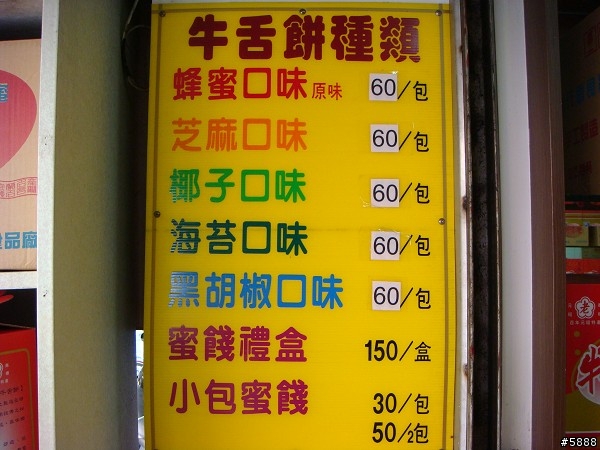 牛舌餅種類
蜂蜜口味 原味 60/包
芝麻口味 60/包
椰子口味 60/包
海苔口味 60/包
黑胡椒口味 60/包
蜜餞禮盒 150/盒
小包蜜餞 30/包
50/2包
品廠
#5888